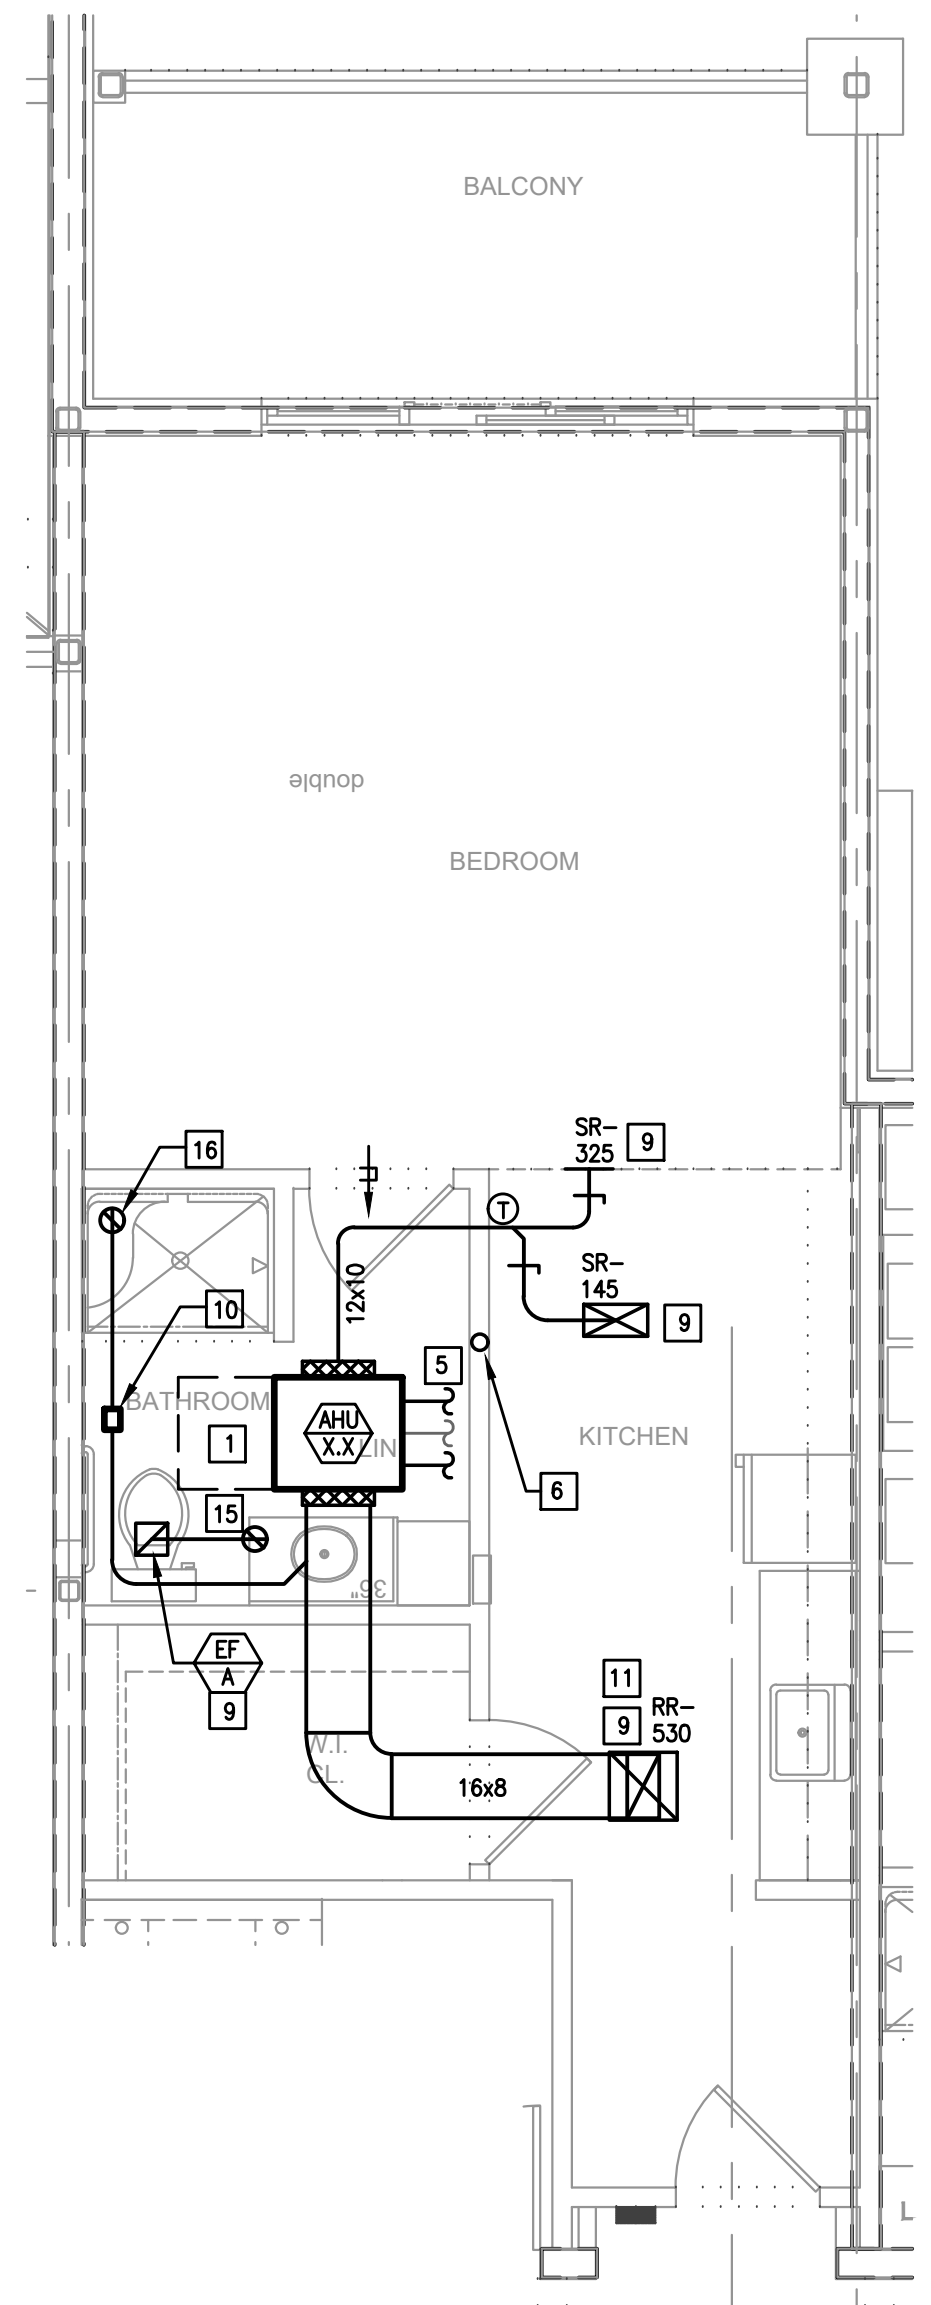 BALCONY
double
BEDROOM
SR-
325
9
16
T
SR-
145
9
12x10
10
5
BATHROOM
AHU
X.X
LIN
1
KITCHEN
6
15
36"
EF
A
9
11
9
RR-
530
W.I.
CL.
16x8
L